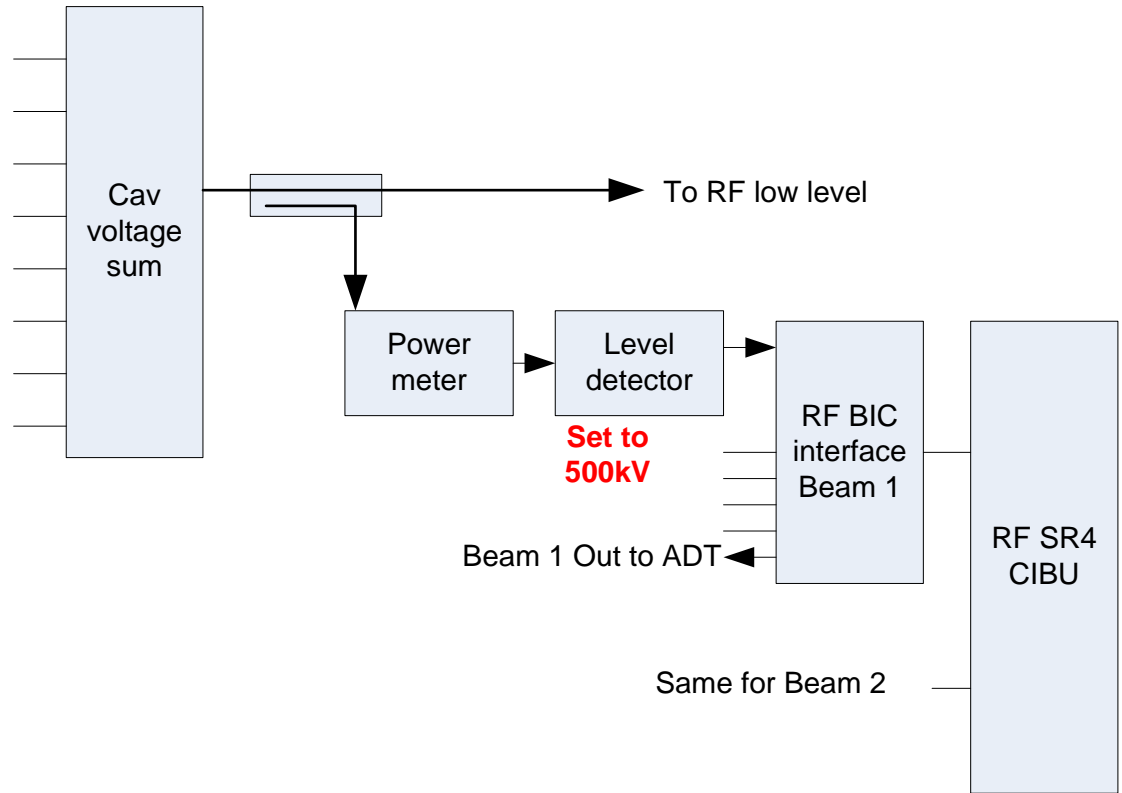 Cav
voltage
sum
To RF low level
Power
meter
Level
detector
Set to
500kV
RF BIC
interface
Beam 1
Beam 1 Out to ADT
RF SR4
CIBU
Same for Beam 2